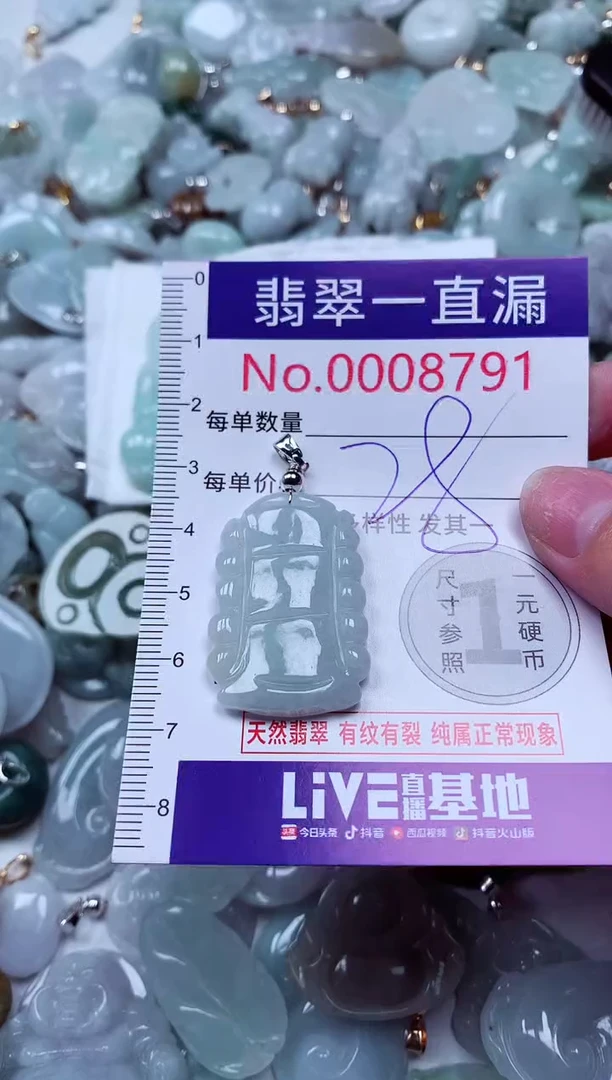 翡翠一直漏
No.0008791
每单数量
28
每单价
多样性 发其一
0
1
2
3
4
5
6
7
8
尺寸参照
1
一元硬币
天然翡翠 有纹有裂 纯属正常现象
LiVE直播基地
头条 今日头条 抖音 西瓜视频 抖音火山版